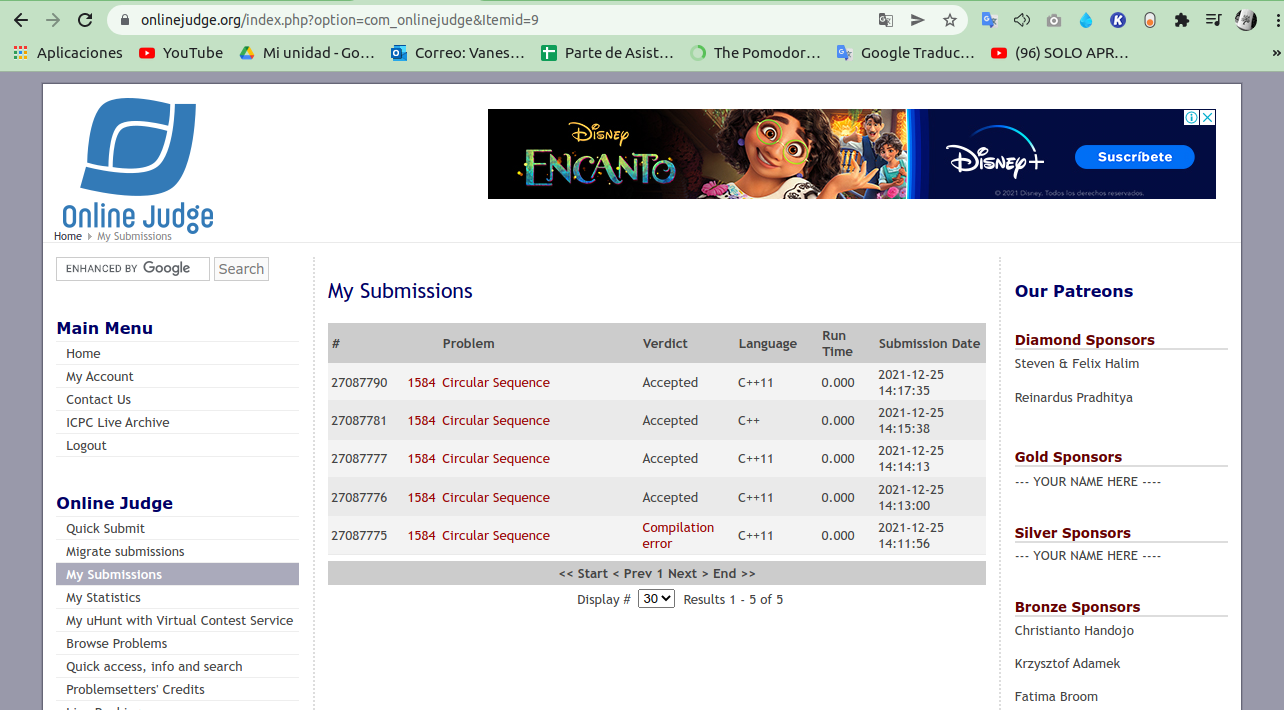 onlinejudge.org/index.php?option=com_onlinejudge&Itemid=9
Aplicaciones YouTube Mi unidad - Go... Correo: Vanes... Parte de Asist... The Pomodor... Google Traduc... (96) SOLO APR... »
Online Judge
Home My Submissions
Disney
ENCANTO
Disney+
Suscríbete
© 2021 Disney. Todos los derechos reservados.
ENHANCED BY Google Search
Main Menu
Home
My Account
Contact Us
ICPC Live Archive
Logout
Online Judge
Quick Submit
Migrate submissions
My Submissions
My Statistics
My uHunt with Virtual Contest Service
Browse Problems
Quick access, info and search
Problemsetters' Credits
My Submissions
# Problem Verdict Language Run Time Submission Date
27087790 1584 Circular Sequence Accepted C++11 0.000 2021-12-25 14:17:35
27087781 1584 Circular Sequence Accepted C++ 0.000 2021-12-25 14:15:38
27087777 1584 Circular Sequence Accepted C++11 0.000 2021-12-25 14:14:13
27087776 1584 Circular Sequence Accepted C++11 0.000 2021-12-25 14:13:00
27087775 1584 Circular Sequence Compilation error C++11 0.000 2021-12-25 14:11:56
<< Start < Prev 1 Next > End >>
Display # 30 Results 1 - 5 of 5
Our Patreons
Diamond Sponsors
Steven & Felix Halim
Reinardus Pradhitya
Gold Sponsors
--- YOUR NAME HERE ----
Silver Sponsors
--- YOUR NAME HERE ----
Bronze Sponsors
Christianto Handojo
Krzysztof Adamek
Fatima Broom